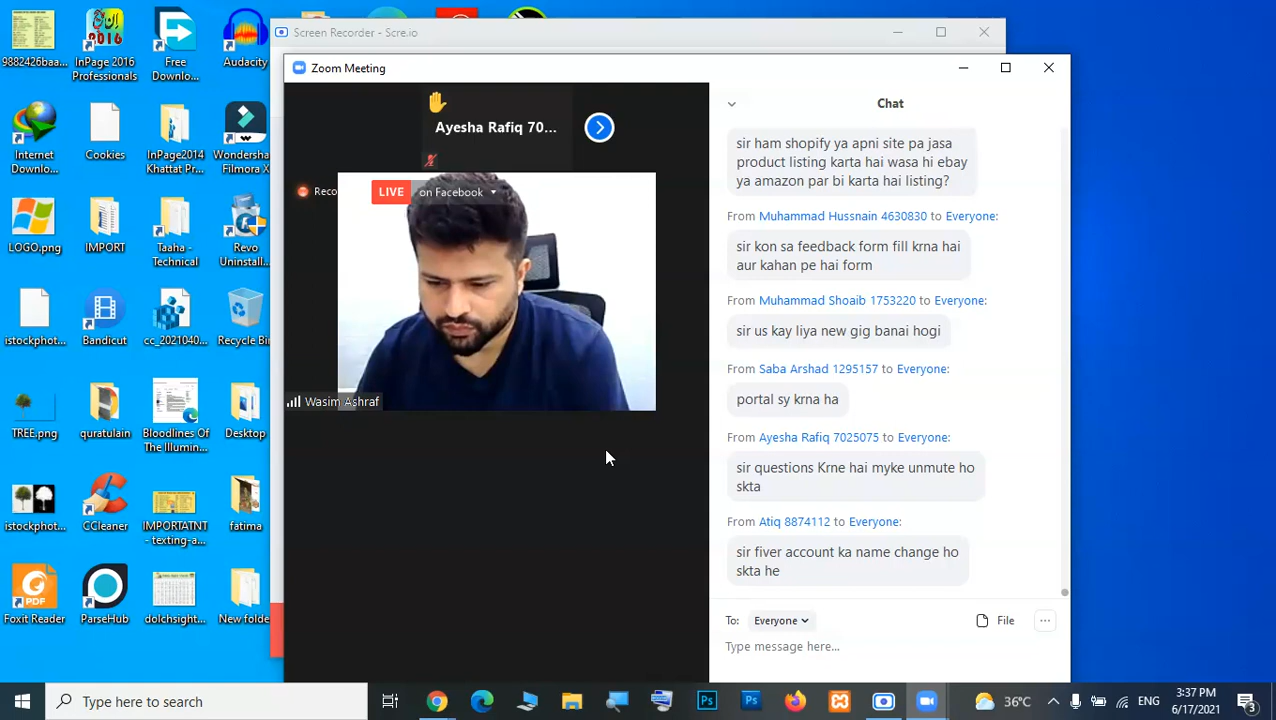 9882426baa...
InPage 2016
Professionals
Free
Downlo...
Audacity
Internet
Downlo...
Cookies
InPage2014
Khattat Pr...
Wondersha
Filmora X
LOGO.png
IMPORT
Taaha -
Technical
Revo
Uninstall...
istockphot...
Bandicut
cc_2021040...
Recycle Bin
TREE.png
quratulain
Bloodlines Of
The Illumin...
Desktop
istockphot...
CCleaner
IMPORTATNT
- texting-a...
fatima
Foxit Reader
ParseHub
dolchsight...
New folde
Screen Recorder - Scre.io
Zoom Meeting
Ayesha Rafiq 70...
Reco
LIVE on Facebook
Wasim Ashraf
Chat
sir ham shopify ya apni site pa jasa
product listing karta hai wasa hi ebay
ya amazon par bi karta hai listing?
From Muhammad Hussnain 4630830 to Everyone:
sir kon sa feedback form fill krna hai
aur kahan pe hai form
From Muhammad Shoaib 1753220 to Everyone:
sir us kay liya new gig banai hogi
From Saba Arshad 1295157 to Everyone:
portal sy krna ha
From Ayesha Rafiq 7025075 to Everyone:
sir questions Krne hai myke unmute ho
skta
From Atiq 8874112 to Everyone:
sir fiver account ka name change ho
skta he
To: Everyone
File
Type message here...
Type here to search
Ps
Ps
36°C
ENG
3:37 PM
6/17/2021
3